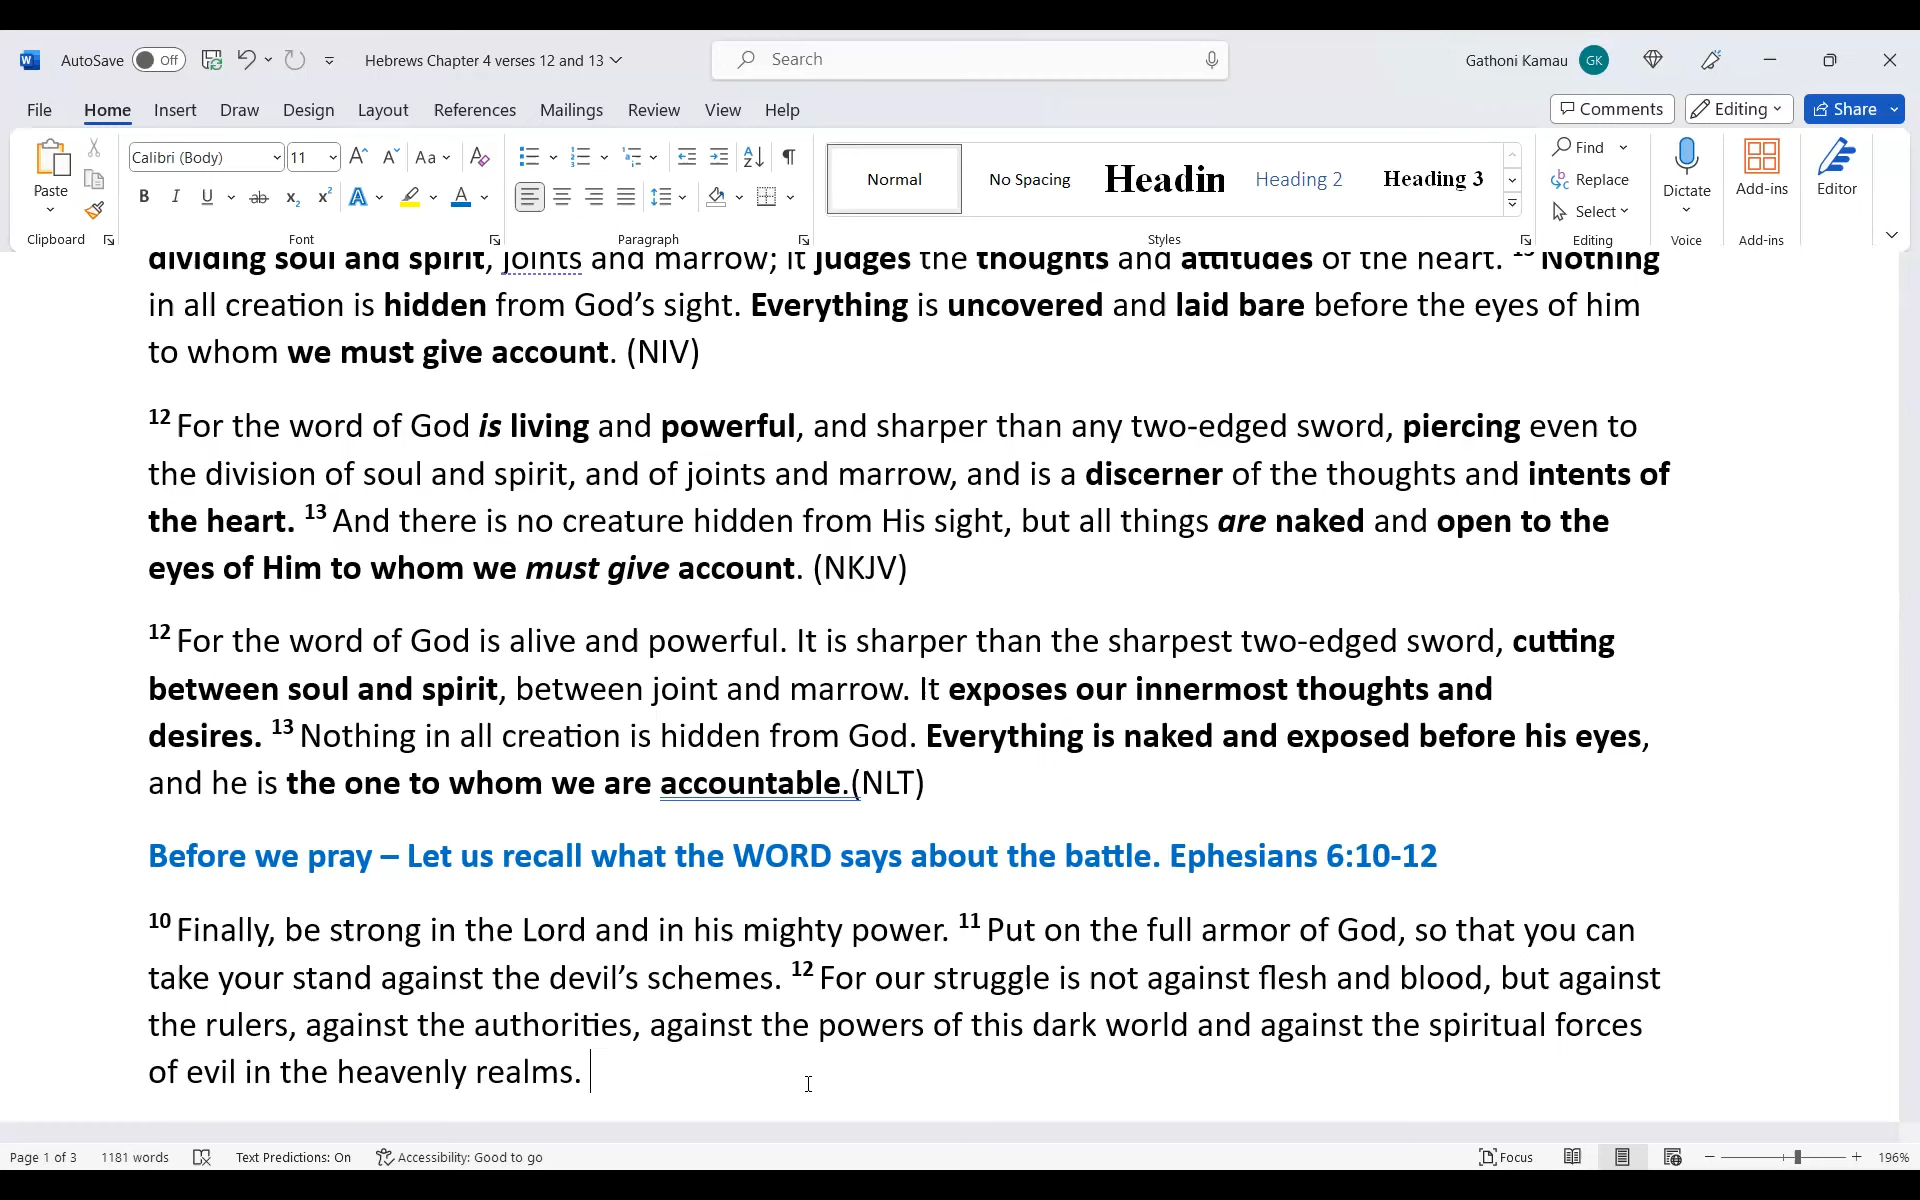 AutoSave Off Hebrews Chapter 4 verses 12 and 13 Search Gathoni Kamau GK
File Home Insert Draw Design Layout References Mailings Review View Help Comments Editing Share
Paste Calibri (Body) 11 Normal No Spacing Headin Heading 2 Heading 3 Find Replace Select Dictate Add-ins Editor
Clipboard Font Paragraph Styles Editing Voice Add-ins
dividing soul and spirit, joints and marrow; it judges the thoughts and attitudes of the heart. 13 Nothing
in all creation is hidden from God’s sight. Everything is uncovered and laid bare before the eyes of him
to whom we must give account. (NIV)
12 For the word of God is living and powerful, and sharper than any two-edged sword, piercing even to
the division of soul and spirit, and of joints and marrow, and is a discerner of the thoughts and intents of
the heart. 13 And there is no creature hidden from His sight, but all things are naked and open to the
eyes of Him to whom we must give account. (NKJV)
12 For the word of God is alive and powerful. It is sharper than the sharpest two-edged sword, cutting
between soul and spirit, between joint and marrow. It exposes our innermost thoughts and
desires. 13 Nothing in all creation is hidden from God. Everything is naked and exposed before his eyes,
and he is the one to whom we are accountable.(NLT)
Before we pray – Let us recall what the WORD says about the battle. Ephesians 6:10-12
10 Finally, be strong in the Lord and in his mighty power. 11 Put on the full armor of God, so that you can
take your stand against the devil’s schemes. 12 For our struggle is not against flesh and blood, but against
the rulers, against the authorities, against the powers of this dark world and against the spiritual forces
of evil in the heavenly realms.
Page 1 of 3 1181 words Text Predictions: On Accessibility: Good to go Focus 196%